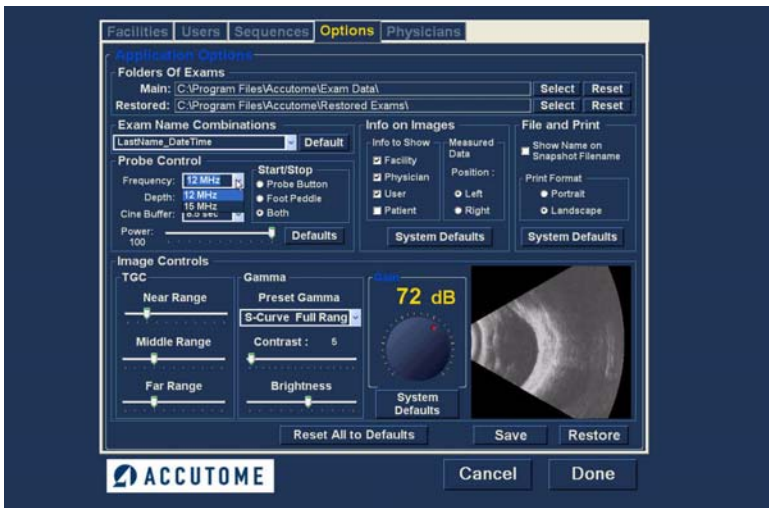 Facilities Users Sequences Options Physicians
Application Options
Folders Of Exams
Main: C:\Program Files\Accutome\Exam Data\ Select Reset
Restored: C:\Program Files\Accutome\Restored Exams\ Select Reset
Exam Name Combinations
LastName_DateTime Default
Info on Images
Info to Show
Facility
Physician
User
Patient
Measured
Data
Position :
Left
Right
System Defaults
File and Print
Show Name on
Snapshot Filename
Print Format
Portrait
Landscape
System Defaults
Probe Control
Frequency: 12 MHz
12 MHz
15 MHz
Depth:
Cine Buffer: 8.5 sec
Start/Stop
Probe Button
Foot Peddle
Both
Power:
100
Defaults
Image Controls
TGC
Near Range
Middle Range
Far Range
Gamma
Preset Gamma
S-Curve Full Rang
Contrast : 5
Brightness
Gain
72 dB
System
Defaults
Reset All to Defaults Save Restore
ACCUTOME
Cancel Done